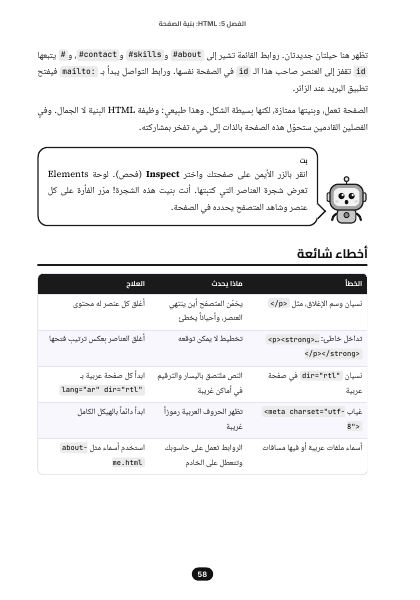 الفصل 5: HTML: بنية الصفحة
تظهر هنا حيلتان جديدتان. روابط القائمة تشير إلى #about و #skills و #contact، و # يتبعها
id تقفز إلى العنصر صاحب هذا الـ id في الصفحة نفسها. ورابط التواصل يبدأ بـ mailto: فيفتح
تطبيق البريد عند الزائر.
الصفحة تعمل، وبنيتها ممتازة، لكنها بسيطة الشكل. وهذا طبيعي: وظيفة HTML البنية لا الجمال. وفي
الفصلين القادمين ستحوّل هذه الصفحة بالذات إلى شيء تفخر بمشاركته.
بت
انقر بالزر الأيمن على صفحتك واختر Inspect (فحص). لوحة Elements
تعرض شجرة العناصر التي كتبتها. أنت بنيت هذه الشجرة! مرّر الفأرة على كل
عنصر وشاهد المتصفح يحدده في الصفحة.
أخطاء شائعة
الخطأ ماذا يحدث العلاج
نسيان وسم الإغلاق، مثل </p> يخمّن المتصفح أين ينتهي أغلق كل عنصر له محتوى
العنصر، وأحياناً يخطئ
تداخل خاطئ: <p><strong>… تخطيط لا يمكن توقعه أغلق العناصر بعكس ترتيب فتحها
</p></strong>
نسيان dir="rtl" في صفحة النص ملتصق باليسار والترقيم ابدأ كل صفحة عربية بـ
عربية في أماكن غريبة lang="ar" dir="rtl"
غياب <meta charset="utf- تظهر الحروف العربية رموزاً ابدأ دائماً بالهيكل الكامل
8"> غريبة
أسماء ملفات عربية أو فيها مسافات الروابط تعمل على حاسوبك استخدم أسماء مثل about-
وتتعطل على الخادم me.html
58